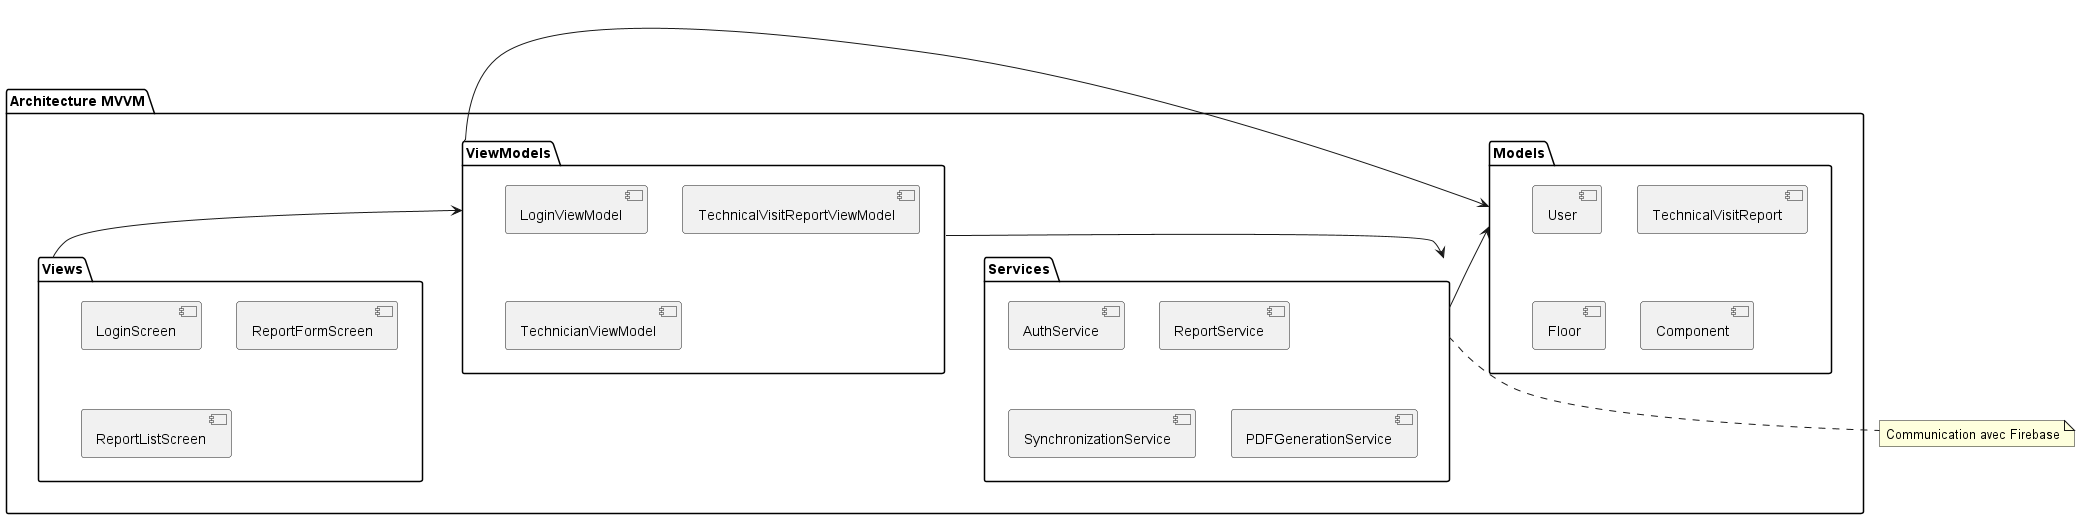 Architecture MVVM
ViewModels
LoginViewModel
TechnicalVisitReportViewModel
TechnicianViewModel
Models
User
TechnicalVisitReport
Floor
Component
Views
LoginScreen
ReportFormScreen
ReportListScreen
Services
AuthService
ReportService
SynchronizationService
PDFGenerationService
Communication avec Firebase